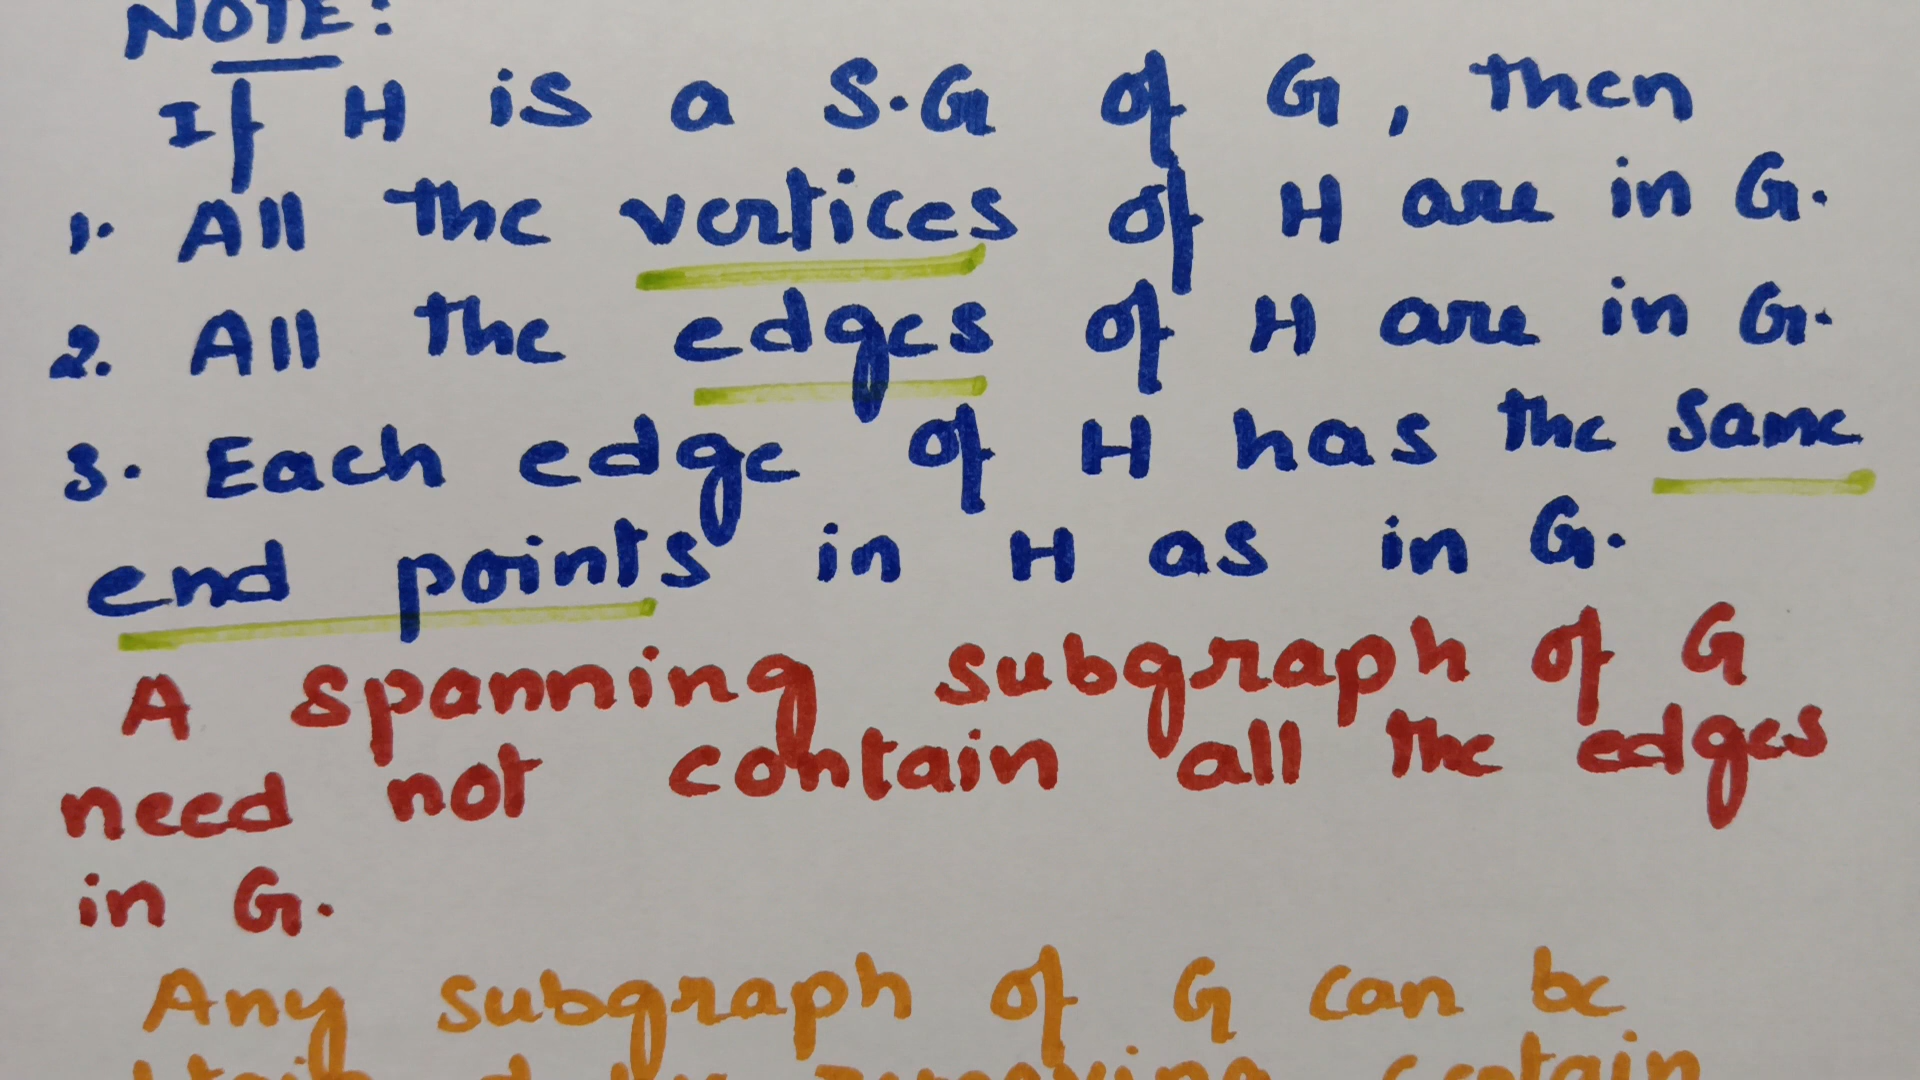 NOTE:
If H is a S.G of G, then
1. All the vertices of H are in G.
2. All the edges of H are in G.
3. Each edge of H has the same
end points in H as in G.
A spanning subgraph of G
need not contain all the edges
in G.
Any subgraph of G can be
removing certain